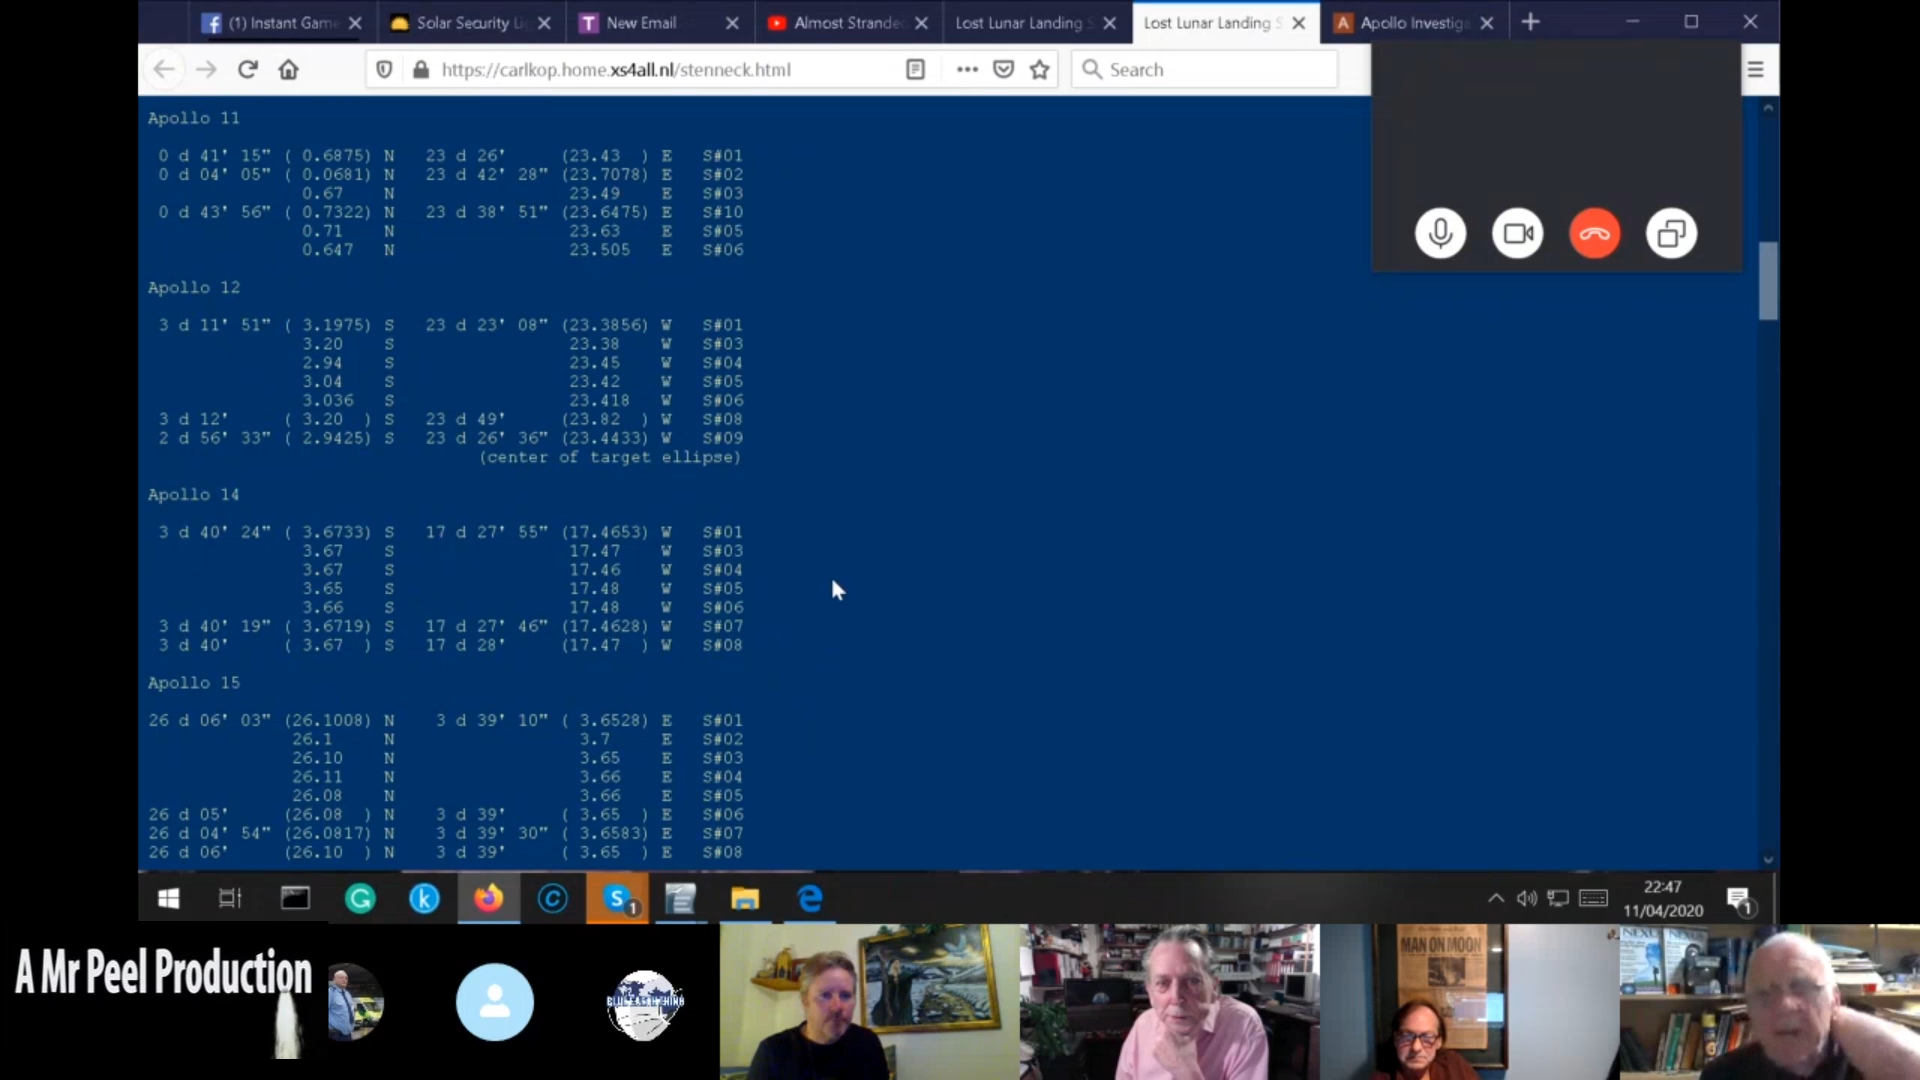 (1) Instant Game
Solar Security Li
New Email
Almost Strande
Lost Lunar Landing S
Lost Lunar Landing S
Apollo Investiga
https://carlkop.home.xs4all.nl/stenneck.html
Search
Apollo 11
0 d 41' 15" ( 0.6875) N 23 d 26' (23.43 ) E S#01
0 d 04' 05" ( 0.0681) N 23 d 42' 28" (23.7078) E S#02
0.67 N 23.49 E S#03
0 d 43' 56" ( 0.7322) N 23 d 38' 51" (23.6475) E S#10
0.71 N 23.63 E S#05
0.647 N 23.505 E S#06
Apollo 12
3 d 11' 51" ( 3.1975) S 23 d 23' 08" (23.3856) W S#01
3.20 S 23.38 W S#03
2.94 S 23.45 W S#04
3.04 S 23.42 W S#05
3.036 S 23.418 W S#06
3 d 12' ( 3.20 ) S 23 d 49' (23.82 ) W S#08
2 d 56' 33" ( 2.9425) S 23 d 26' 36" (23.4433) W S#09
(center of target ellipse)
Apollo 14
3 d 40' 24" ( 3.6733) S 17 d 27' 55" (17.4653) W S#01
3.67 S 17.47 W S#03
3.67 S 17.46 W S#04
3.65 S 17.48 W S#05
3.66 S 17.48 W S#06
3 d 40' 19" ( 3.6719) S 17 d 27' 46" (17.4628) W S#07
3 d 40' ( 3.67 ) S 17 d 28' (17.47 ) W S#08
Apollo 15
26 d 06' 03" (26.1008) N 3 d 39' 10" ( 3.6528) E S#01
26.1 N 3.7 E S#02
26.10 N 3.65 E S#03
26.11 N 3.66 E S#04
26.08 N 3.66 E S#05
26 d 05' (26.08 ) N 3 d 39' ( 3.65 ) E S#06
26 d 04' 54" (26.0817) N 3 d 39' 30" ( 3.6583) E S#07
26 d 06' (26.10 ) N 3 d 39' ( 3.65 ) E S#08
22:47
11/04/2020
1
1
A Mr Peel Production
MAN ON MOON